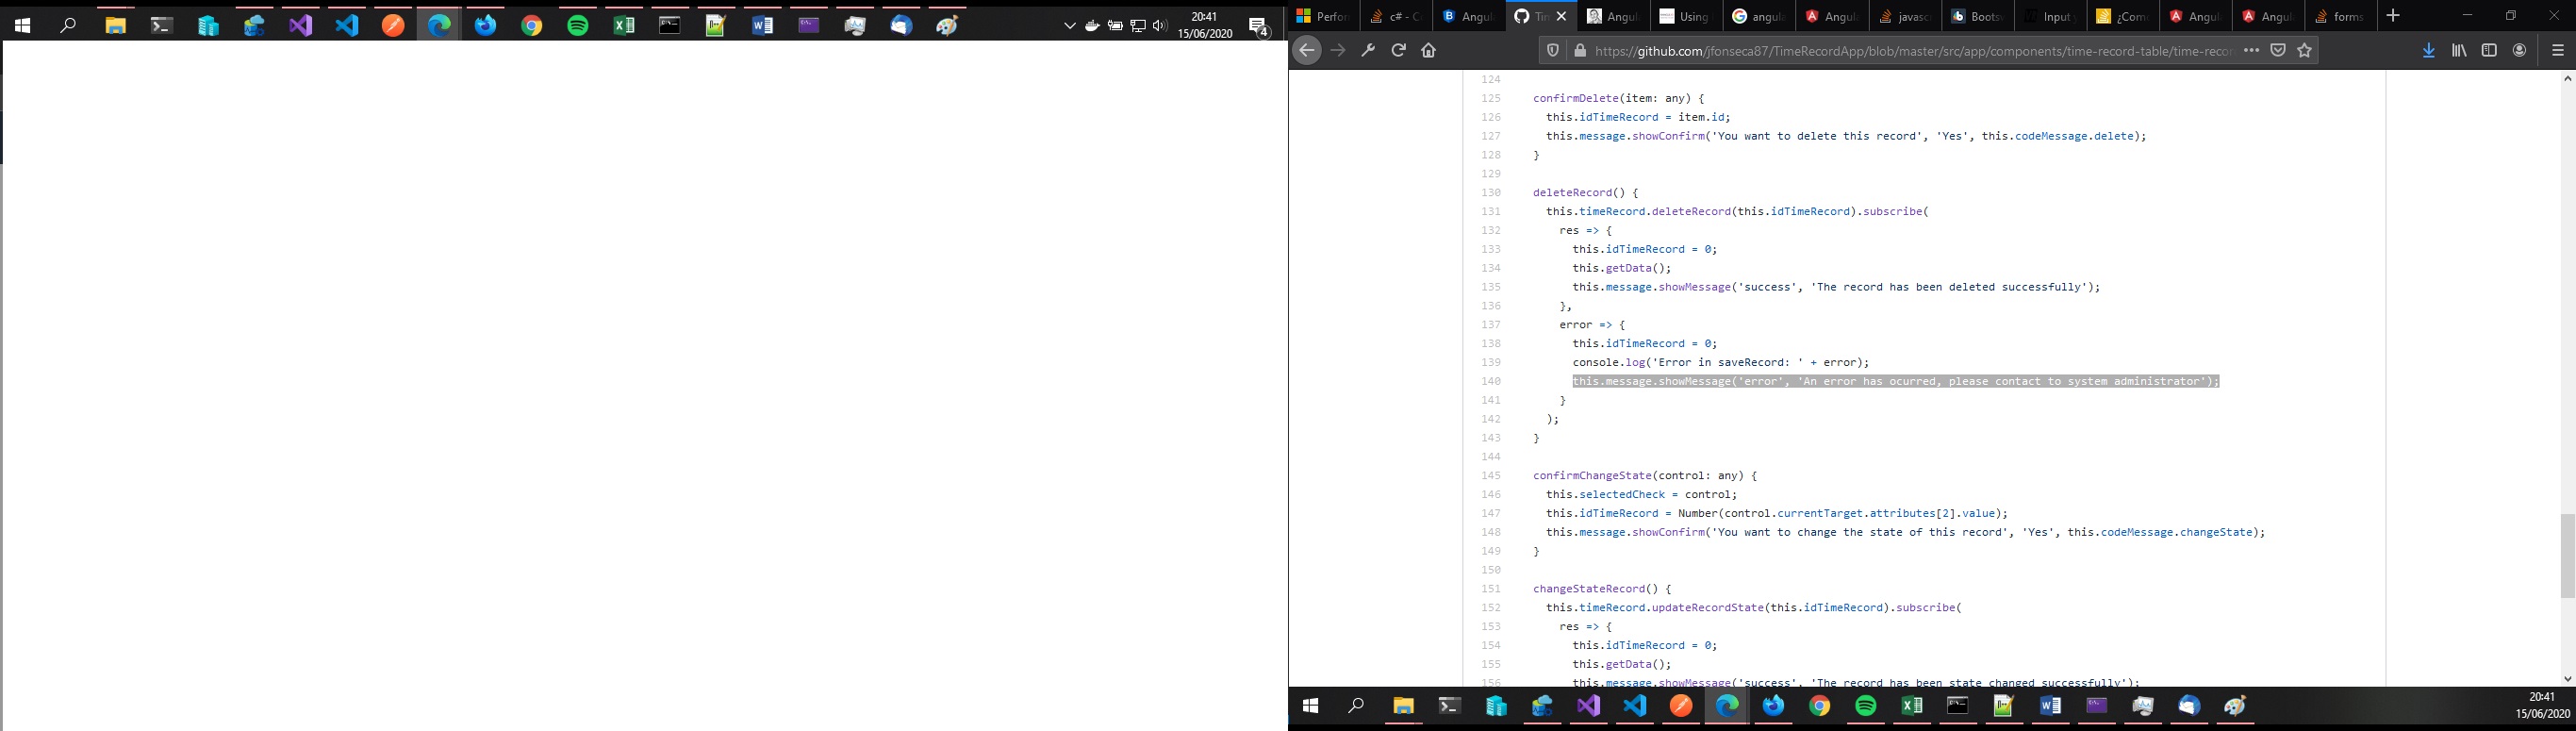 20:41
15/06/2020
4
Perfor
c# - C
Angul
Tim
Angul
Using
angula
Angula
javasc
Bootsw
Input
¿Com
Angul
Angul
forms
https://github.com/jfonseca87/TimeRecordApp/blob/master/src/app/components/time-record-table/time-recor
124
125 confirmDelete(item: any) {
126 this.idTimeRecord = item.id;
127 this.message.showConfirm('You want to delete this record', 'Yes', this.codeMessage.delete);
128 }
129
130 deleteRecord() {
131 this.timeRecord.deleteRecord(this.idTimeRecord).subscribe(
132 res => {
133 this.idTimeRecord = 0;
134 this.getData();
135 this.message.showMessage('success', 'The record has been deleted successfully');
136 },
137 error => {
138 this.idTimeRecord = 0;
139 console.log('Error in saveRecord: ' + error);
140 this.message.showMessage('error', 'An error has ocurred, please contact to system administrator');
141 }
142 );
143 }
144
145 confirmChangeState(control: any) {
146 this.selectedCheck = control;
147 this.idTimeRecord = Number(control.currentTarget.attributes[2].value);
148 this.message.showConfirm('You want to change the state of this record', 'Yes', this.codeMessage.changeState);
149 }
150
151 changeStateRecord() {
152 this.timeRecord.updateRecordState(this.idTimeRecord).subscribe(
153 res => {
154 this.idTimeRecord = 0;
155 this.getData();
156 this.message.showMessage('success', 'The record has been state changed successfully');
20:41
15/06/2020